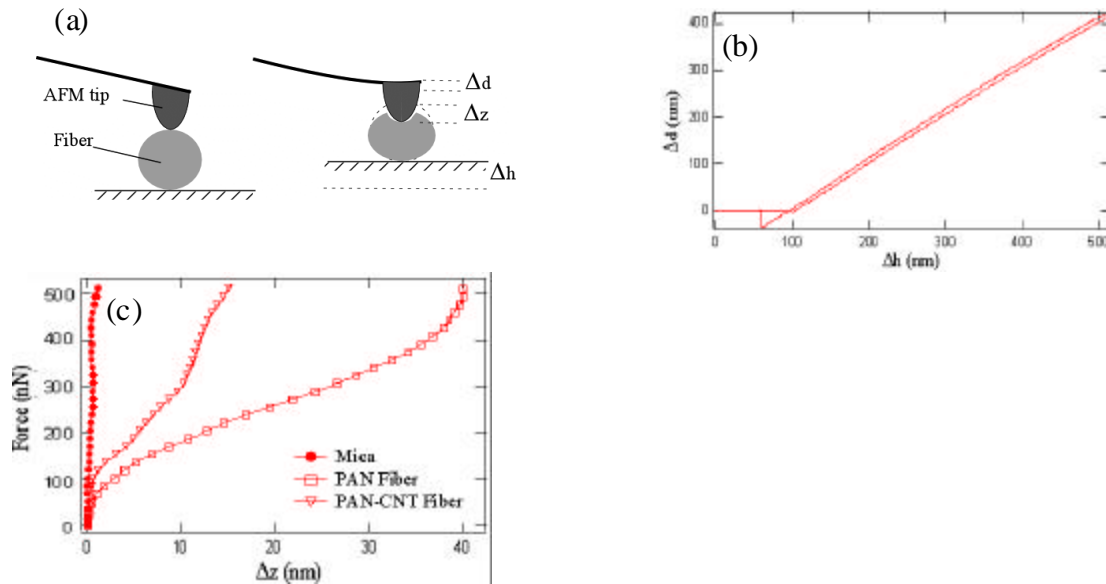 (a)
AFM tip
Fiber
Δd
Δz
Δh
(b)
400
300
200
100
0
Δd (nm)
0
100
200
300
400
500
Δh (nm)
(c)
500
400
300
200
100
0
Force (nN)
Mica
PAN Fiber
PAN-CNT Fiber
0
10
20
30
40
Δz (nm)